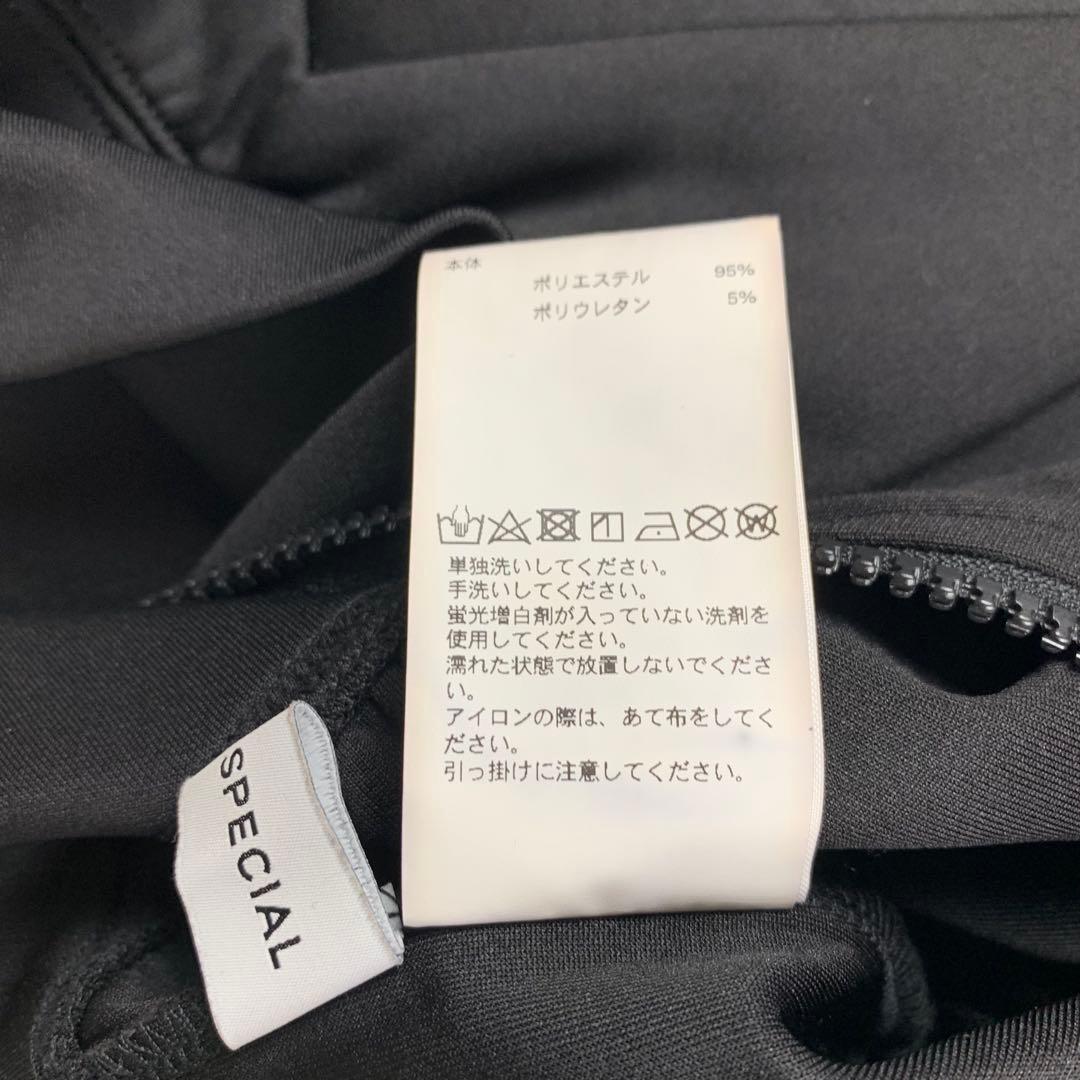 本体
ポリエステル 95%
ポリウレタン 5%
単独洗いしてください。
手洗いしてください。
蛍光増白剤が入っていない洗剤を
使用してください。
濡れた状態で放置しないでくださ
い。
アイロンの際は、あて布をしてく
ださい。
引っ掛けに注意してください。
SPECIAL